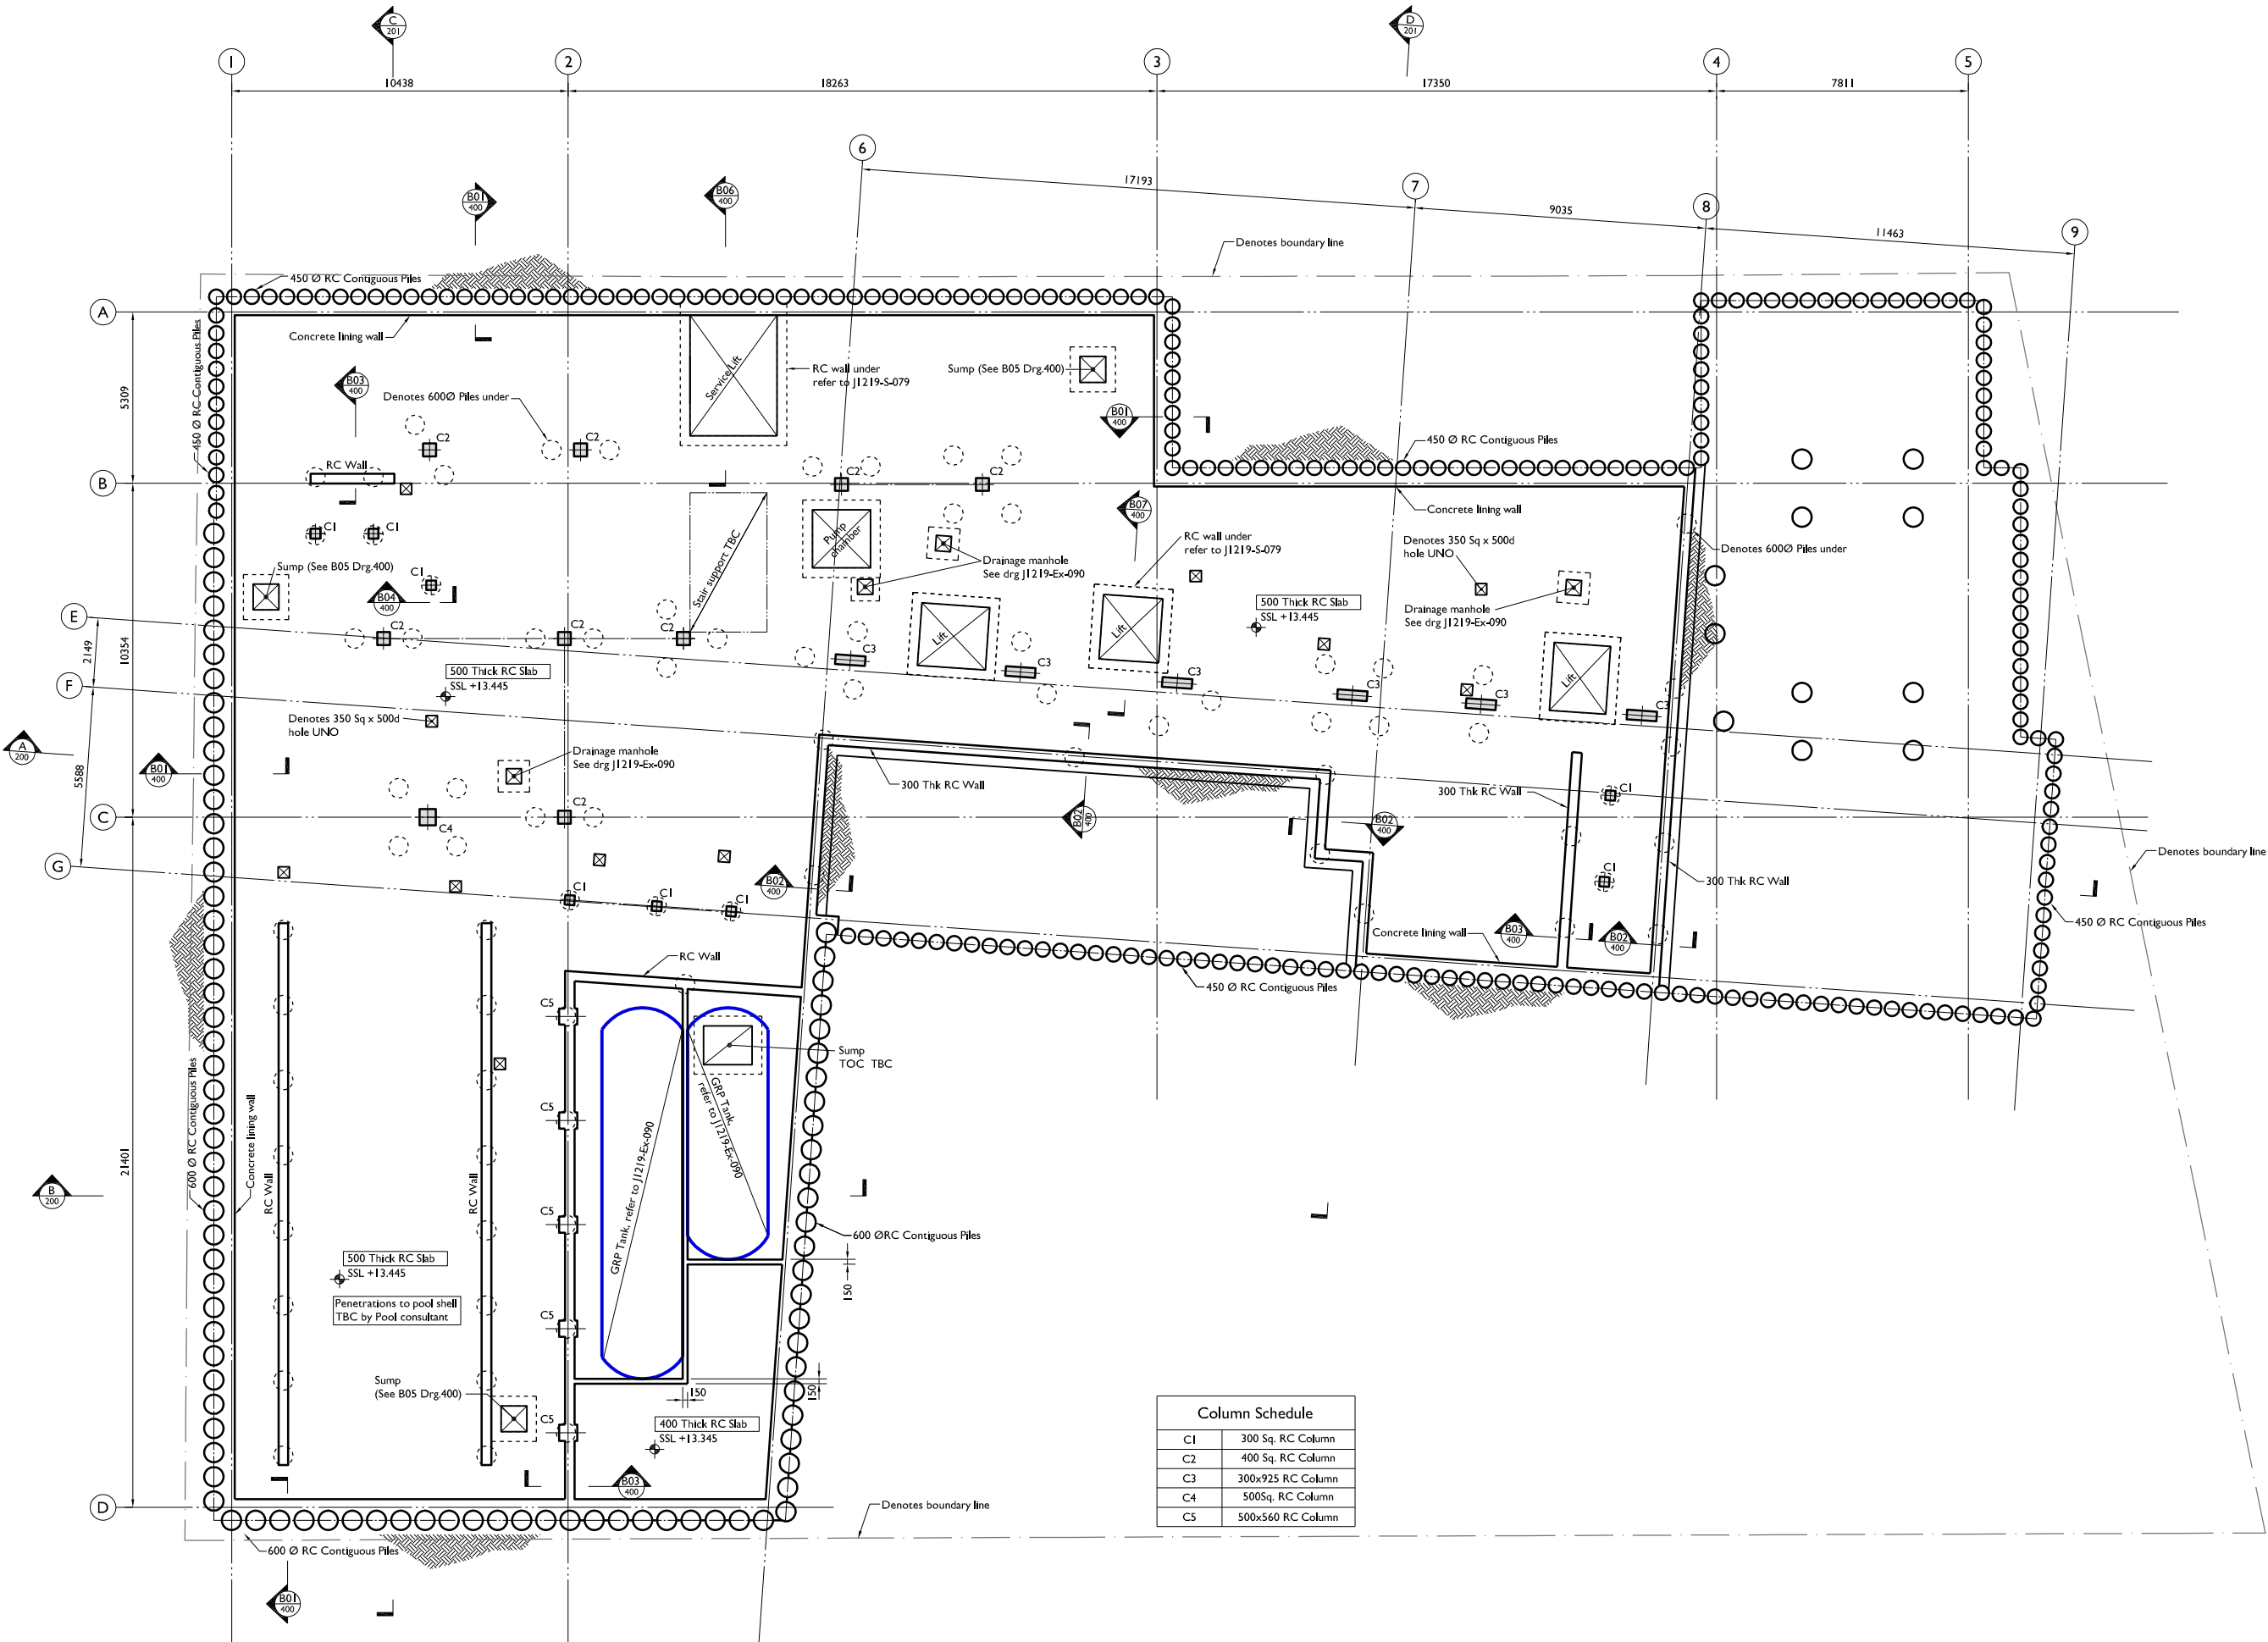 C
201
D
201
1
2
3
4
5
10438
18263
17350
7811
6
7
8
9
17193
9035
11463
B01
400
B06
400
Denotes boundary line
450 Ø RC Contiguous Piles
A
Concrete lining wall
450 Ø RC Contiguous Piles
Service Lift
RC wall under
refer to J1219-S-079
Sump (See B05 Drg.400)
B03
400
5309
Denotes 600Ø Piles under
B01
400
C2
C2
450 Ø RC Contiguous Piles
RC Wall
B
C2
C2
B07
400
Concrete lining wall
C1
C1
Pump
chamber
RC wall under
refer to J1219-S-079
Denotes 350 Sq x 500d
hole UNO
Denotes 600Ø Piles under
Drainage manhole
See drg J1219-Ex-090
Sump (See B05 Drg.400)
C1
B04
400
Stair support TBC
500 Thick RC Slab
SSL +13.445
Drainage manhole
See drg J1219-Ex-090
E
2149
10354
C2
C2
C2
Lift
Lift
Lift
C3
C3
C3
C3
C3
C3
500 Thick RC Slab
SSL +13.445
F
Denotes 350 Sq x 500d
hole UNO
A
200
B01
400
5588
Drainage manhole
See drg J1219-Ex-090
300 Thk RC Wall
300 Thk RC Wall
C1
C
C4
C2
B02
400
B02
400
Denotes boundary line
G
B02
400
C1
C1
C1
C1
300 Thk RC Wall
450 Ø RC Contiguous Piles
Concrete lining wall
B03
400
B02
400
RC Wall
450 Ø RC Contiguous Piles
C5
Sump
TOC TBC
GRP Tank,
refer to J1219-Ex-090
C5
GRP Tank, refer to J1219-Ex-090
600 Ø RC Contiguous Piles
Concrete lining wall
RC Wall
RC Wall
21401
B
200
C5
600 ØRC Contiguous Piles
500 Thick RC Slab
SSL +13.445
150
Penetrations to pool shell
TBC by Pool consultant
C5
Sump
(See B05 Drg.400)
150
150
C5
400 Thick RC Slab
SSL +13.345
B03
400
D
Denotes boundary line
600 Ø RC Contiguous Piles
B01
400
Column Schedule
C1 300 Sq. RC Column
C2 400 Sq. RC Column
C3 300x925 RC Column
C4 500Sq. RC Column
C5 500x560 RC Column